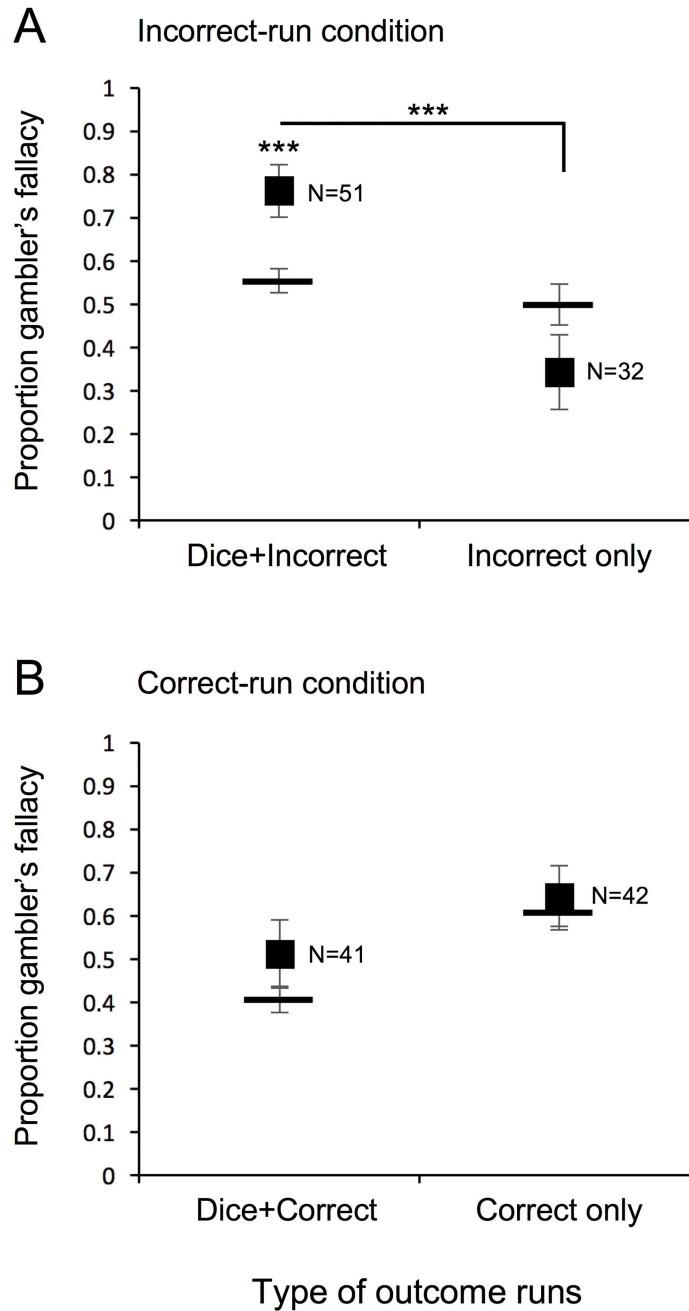 A
Incorrect-run condition
Proportion gambler’s fallacy
1
0.9
0.8
0.7
0.6
0.5
0.4
0.3
0.2
0.1
0
***
***
N=51
N=32
Dice+Incorrect
Incorrect only
B
Correct-run condition
Proportion gambler’s fallacy
1
0.9
0.8
0.7
0.6
0.5
0.4
0.3
0.2
0.1
0
N=41
N=42
Dice+Correct
Correct only
Type of outcome runs